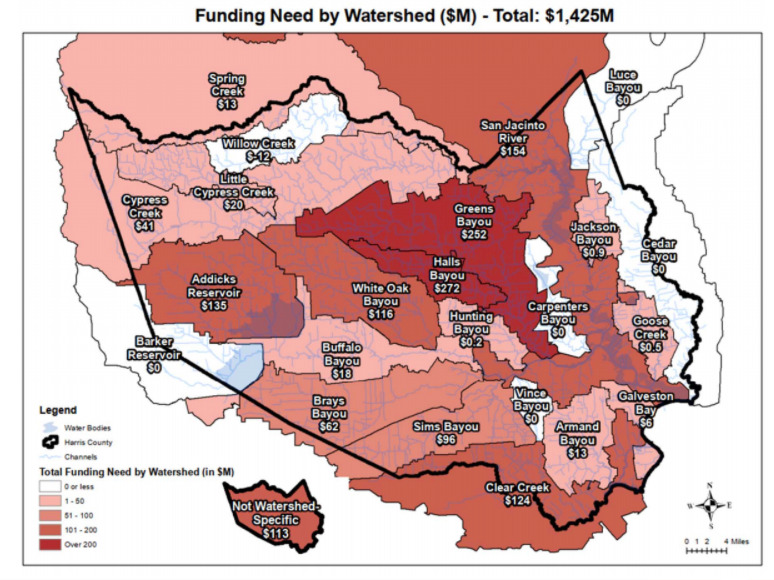 Funding Need by Watershed ($M) - Total: $1,425M
Spring
Creek
$13
Luce
Bayou
$0
San Jacinto
River
$154
Willow Creek
$-12
Little
Cypress Creek
$20
Cypress
Creek
$41
Greens
Bayou
$252
Jackson
Bayou
$0.9
Cedar
Bayou
$0
Halls
Bayou
$272
Addicks
Reservoir
$135
White Oak
Bayou
$116
Carpenters
Bayou
$0
Hunting
Bayou
$0.2
Goose
Creek
$0.5
Barker
Reservoir
$0
Buffalo
Bayou
$18
Brays
Bayou
$62
Vince
Bayou
$0
Galveston
Bay
$6
Sims Bayou
$96
Armand
Bayou
$13
Clear Creek
$124
Not Watershed-
Specific
$113
Legend
Water Bodies
Harris County
Channels
Total Funding Need by Watershed (in $M)
0 or less
1 - 50
51 - 100
101 - 200
Over 200
N
W E
S
0 1 2 4 Miles